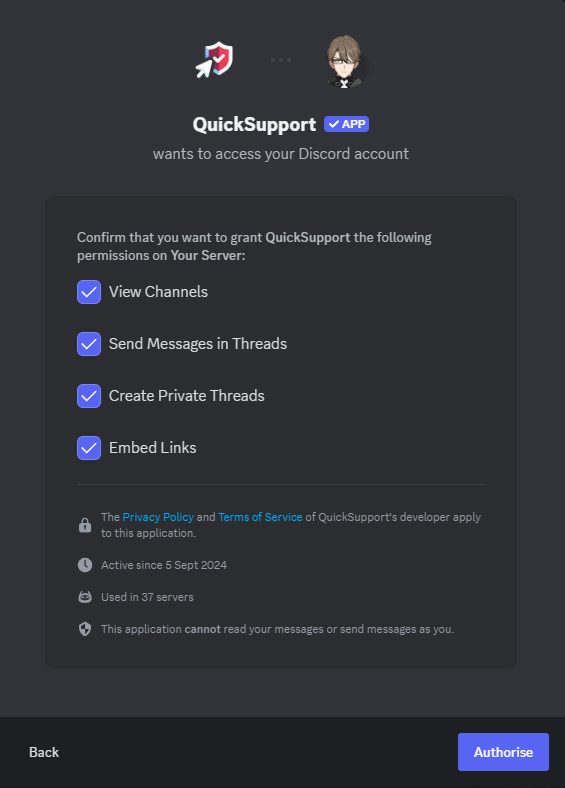 QuickSupport APP
wants to access your Discord account
Confirm that you want to grant QuickSupport the following
permissions on Your Server:
View Channels
Send Messages in Threads
Create Private Threads
Embed Links
The Privacy Policy and Terms of Service of QuickSupport's developer apply
to this application.
Active since 5 Sept 2024
Used in 37 servers
This application cannot read your messages or send messages as you.
Back
Authorise